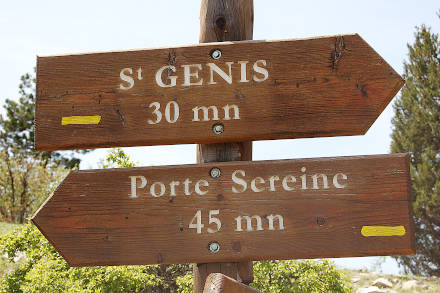 St GENIS
30 mn
Porte Sereine
45 mn